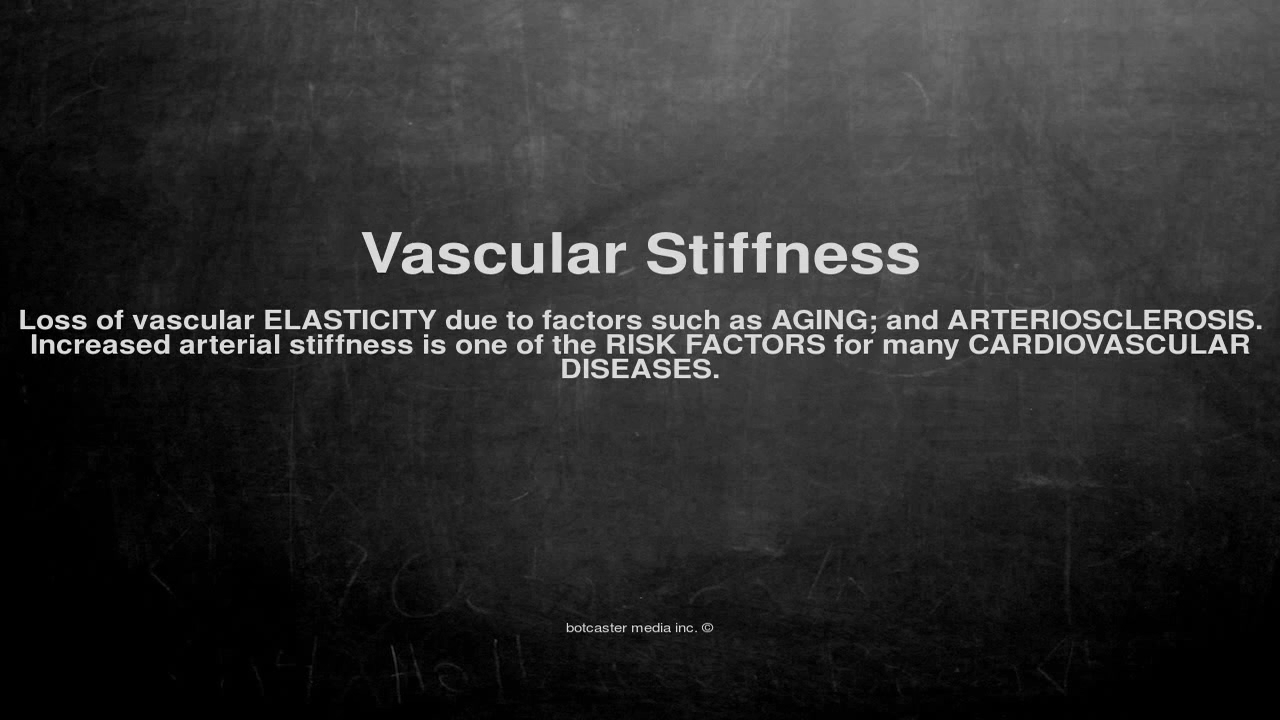 Vascular Stiffness
Loss of vascular ELASTICITY due to factors such as AGING; and ARTERIOSCLEROSIS.
Increased arterial stiffness is one of the RISK FACTORS for many CARDIOVASCULAR
DISEASES.
botcaster media inc. ©